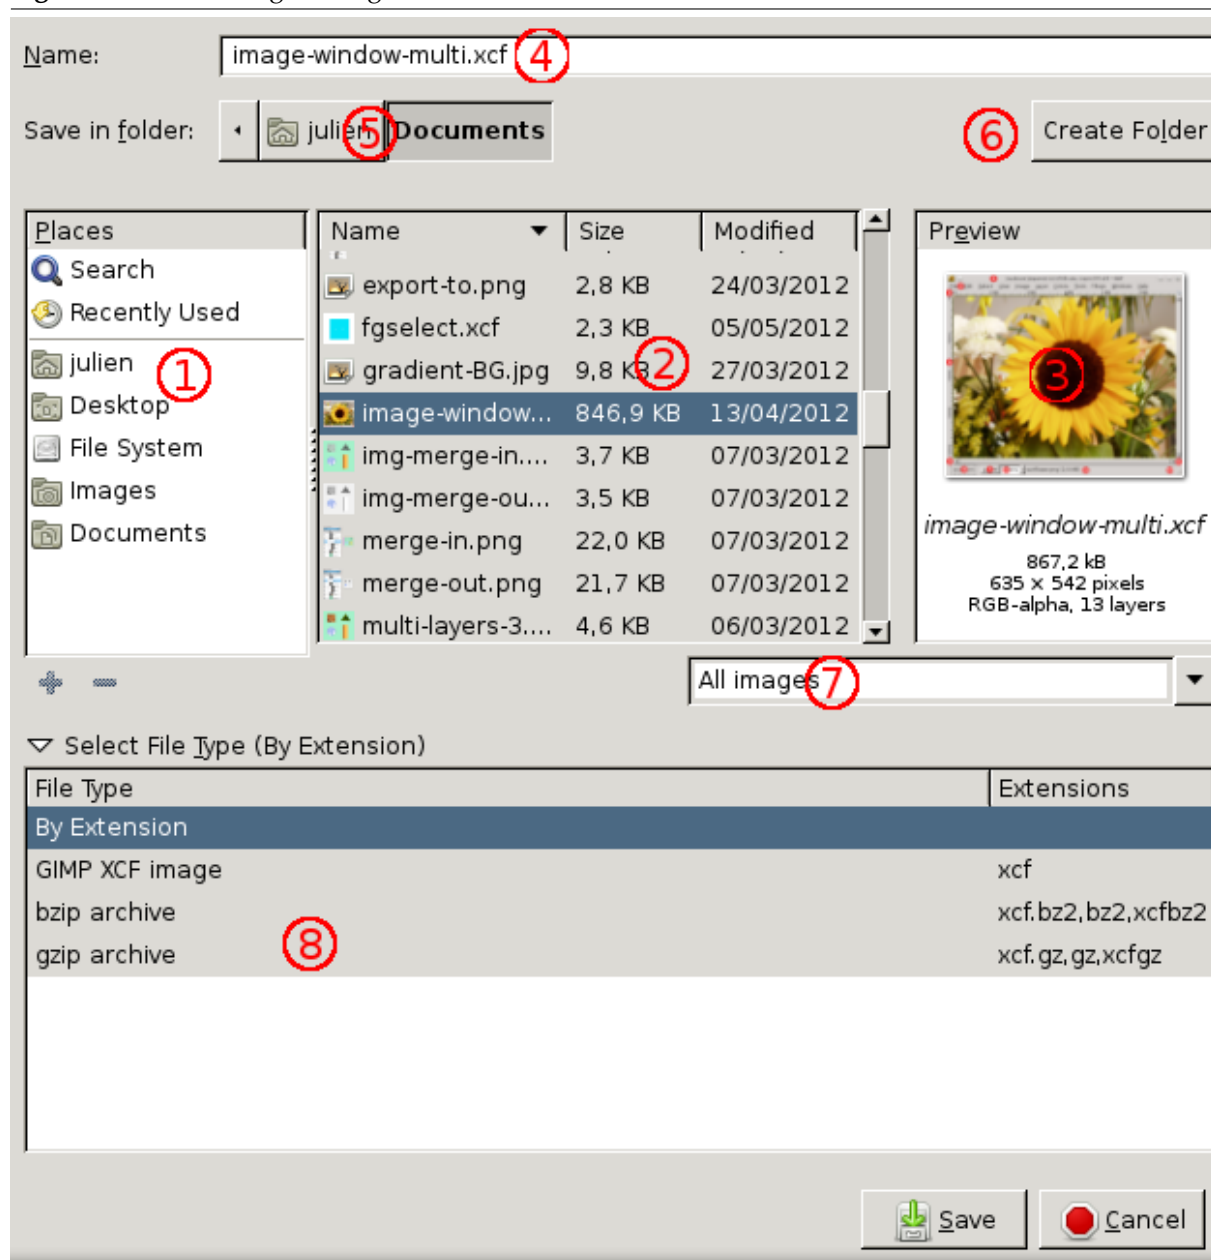 Name: image-window-multi.xcf 4
Save in folder: julien 5 Documents 6 Create Folder
Places Name Size Modified Preview
Search
Recently Used
julien
Desktop
File System
Images
Documents
1
export-to.png 2,8 KB 24/03/2012
fgselect.xcf 2,3 KB 05/05/2012
gradient-BG.jpg 9,8 KB 27/03/2012
image-window... 846,9 KB 13/04/2012
img-merge-in.... 3,7 KB 07/03/2012
img-merge-ou... 3,5 KB 07/03/2012
merge-in.png 22,0 KB 07/03/2012
merge-out.png 21,7 KB 07/03/2012
multi-layers-3.... 4,6 KB 06/03/2012
2
3
image-window-multi.xcf
867,2 kB
635 x 542 pixels
RGB-alpha, 13 layers
All images 7
Select File Type (By Extension)
File Type Extensions
By Extension
GIMP XCF image xcf
bzip archive xcf.bz2,bz2,xcfbz2
gzip archive xcf.gz,gz,xcfgz
8
Save Cancel